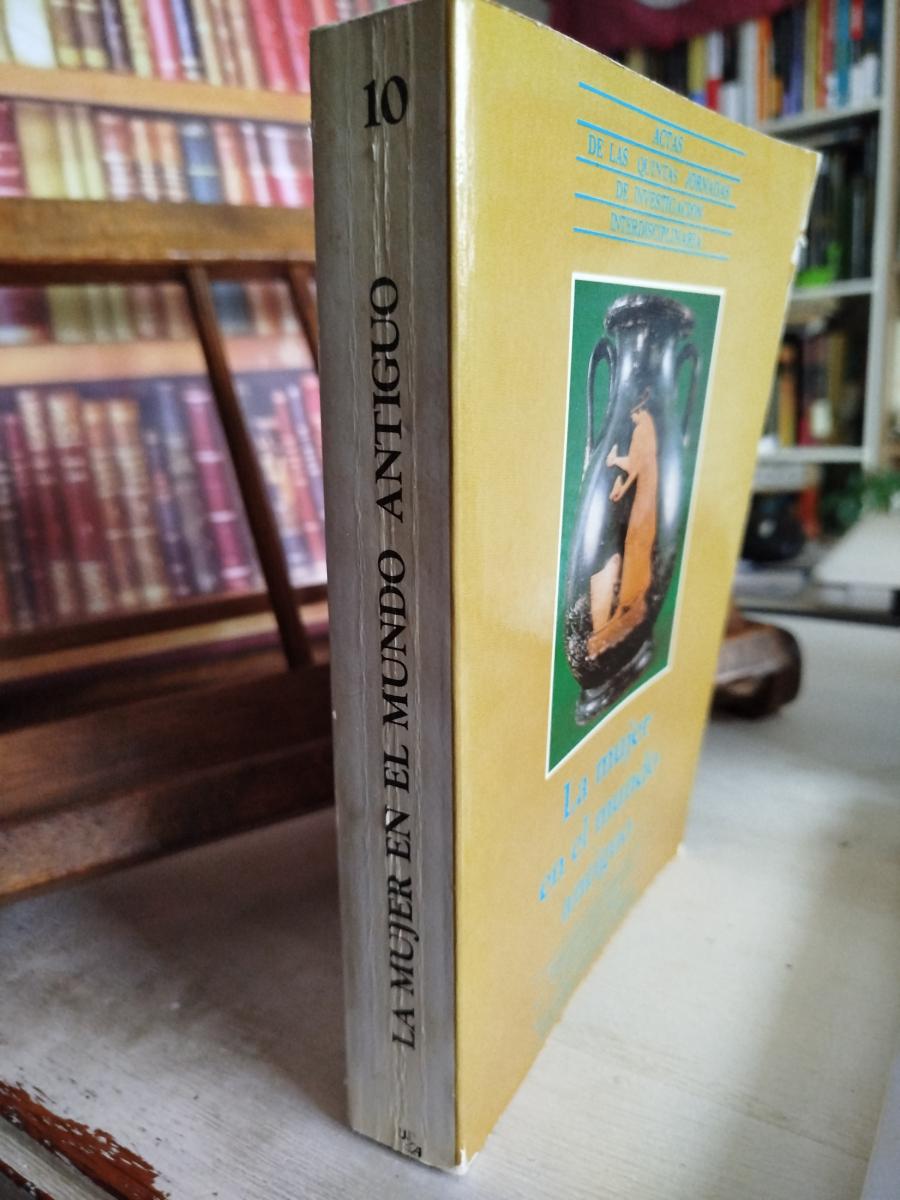 10
LA MUJER EN EL MUNDO ANTIGUO
ACTAS
DE LAS QUINTAS JORNADAS
DE INVESTIGACION
INTERDISCIPLINARIA
La mujer
en el mundo
antiguo